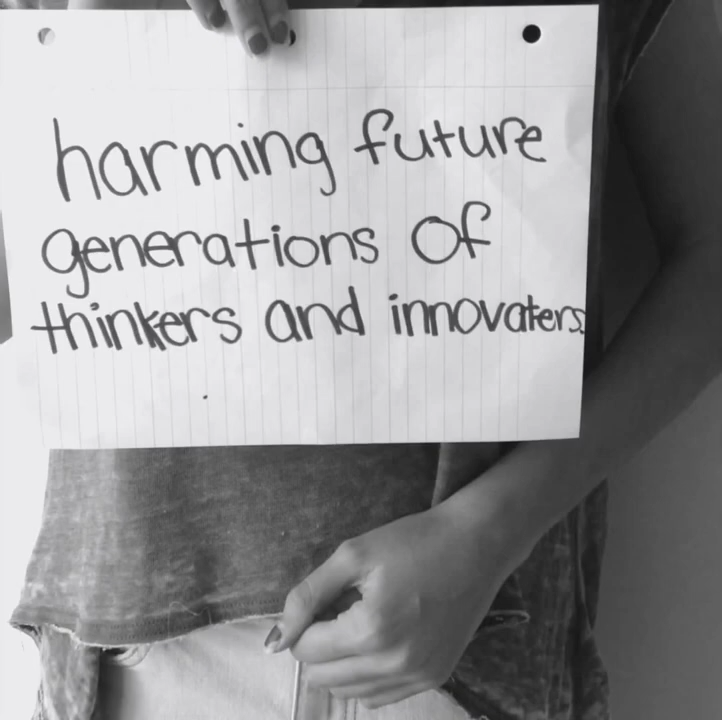 harming future
generations of
thinkers and innovaters.